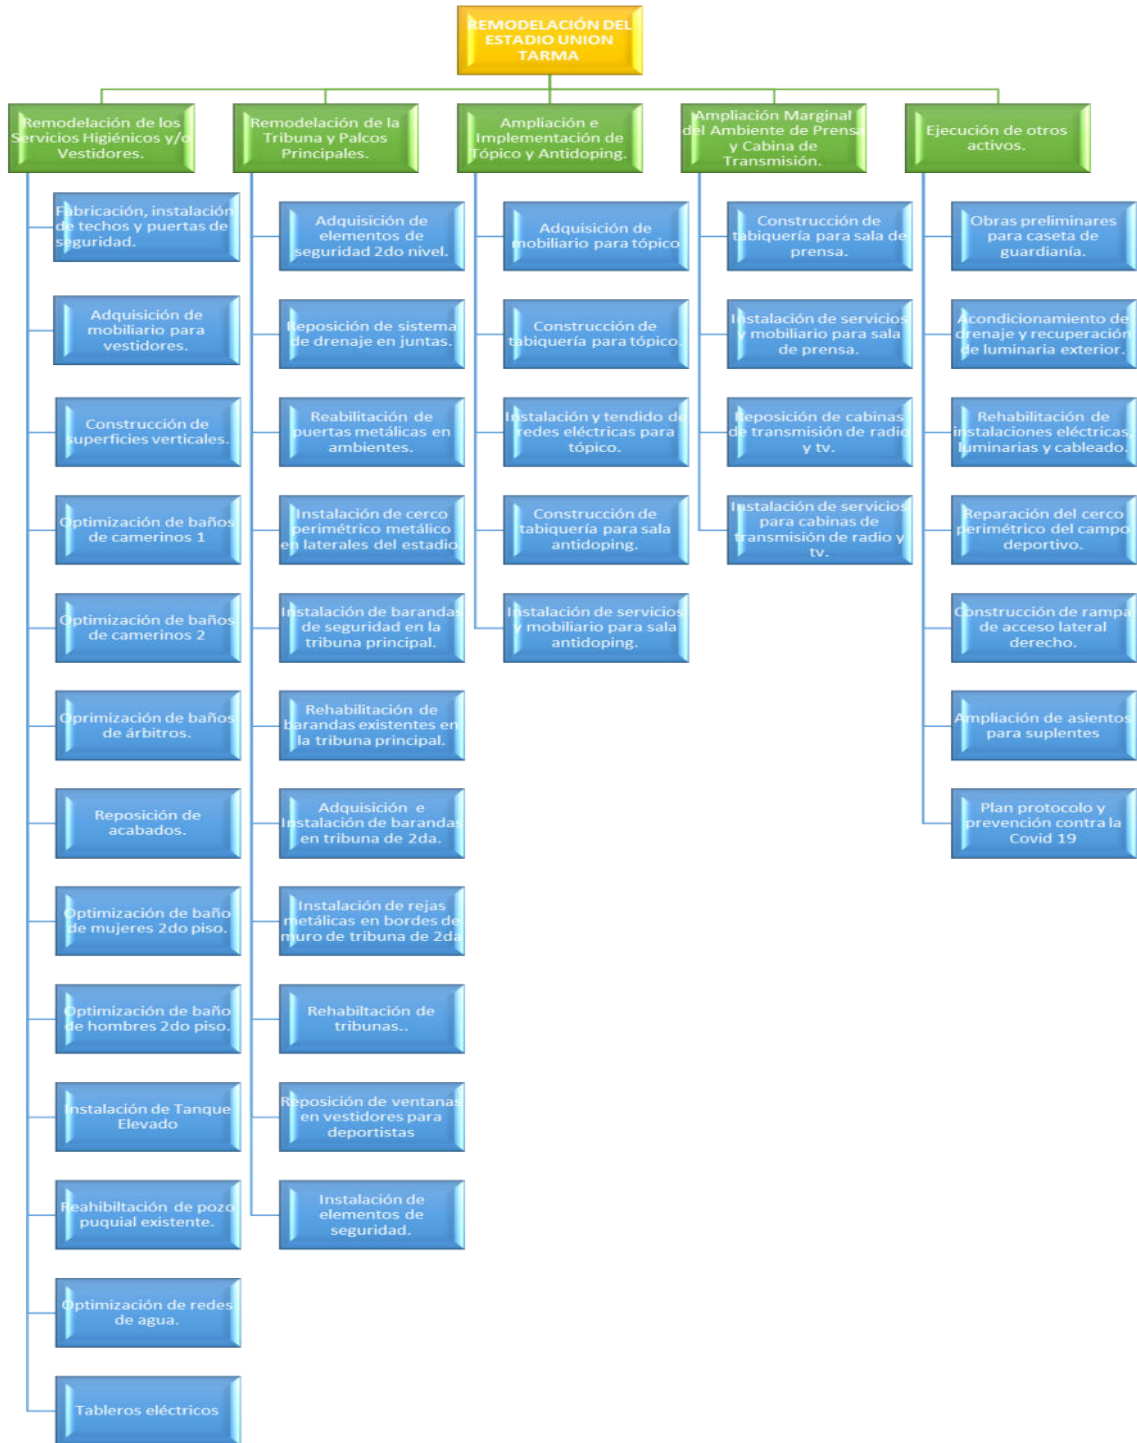 REMODELACIÓN DEL
ESTADIO UNION
TARMA
Remodelación de los
Servicios Higiénicos y/o
Vestidores.
Fabricación, instalación
de techos y puertas de
seguridad.
Adquisición de
mobiliario para
vestidores.
Construcción de
superficies verticales.
Optimización de baños
de camerinos 1
Optimización de baños
de camerinos 2
Oprimización de baños
de árbitros.
Reposición de
acabados.
Optimización de baño
de mujeres 2do piso.
Optimización de baño
de hombres 2do piso.
Instalación de Tanque
Elevado
Reahibiltación de pozo
puquial existente.
Optimización de redes
de agua.
Tableros eléctricos
Remodelación de la
Tribuna y Palcos
Principales.
Adquisición de
elementos de
seguridad 2do nivel.
Reposición de sistema
de drenaje en juntas.
Reabilitación de
puertas metálicas en
ambientes.
Instalación de cerco
perimétrico metálico
en laterales del estadio
Instalación de barandas
de seguridad en la
tribuna principal.
Rehabilitación de
barandas existentes en
la tribuna principal.
Adquisición e
Instalación de barandas
en tribuna de 2da.
Instalación de rejas
metálicas en bordes de
muro de tribuna de 2da
Rehabiltación de
tribunas..
Reposición de ventanas
en vestidores para
deportistas
Instalación de
elementos de
seguridad.
Ampliación e
Implementación de
Tópico y Antidoping.
Adquisición de
mobiliario para tópico
Construcción de
tabiquería para tópico.
Instalación y tendido de
redes eléctricas para
tópico.
Construcción de
tabiquería para sala
antidoping.
Instalación de servicios
y mobiliario para sala
antidoping.
Ampliación Marginal
del Ambiente de Prensa
y Cabina de
Transmisión.
Construcción de
tabiquería para sala de
prensa.
Instalación de servicios
y mobiliario para sala
de prensa.
Reposición de cabinas
de transmisión de radio
y tv.
Instalación de servicios
para cabinas de
transmisión de radio y
tv.
Ejecución de otros
activos.
Obras preliminares
para caseta de
guardianía.
Acondicionamiento de
drenaje y recuperación
de luminaria exterior.
Rehabilitación de
instalaciones eléctricas,
luminarias y cableado.
Reparación del cerco
perimétrico del campo
deportivo.
Construcción de rampa
de acceso lateral
derecho.
Ampliación de asientos
para suplentes
Plan protocolo y
prevención contra la
Covid 19